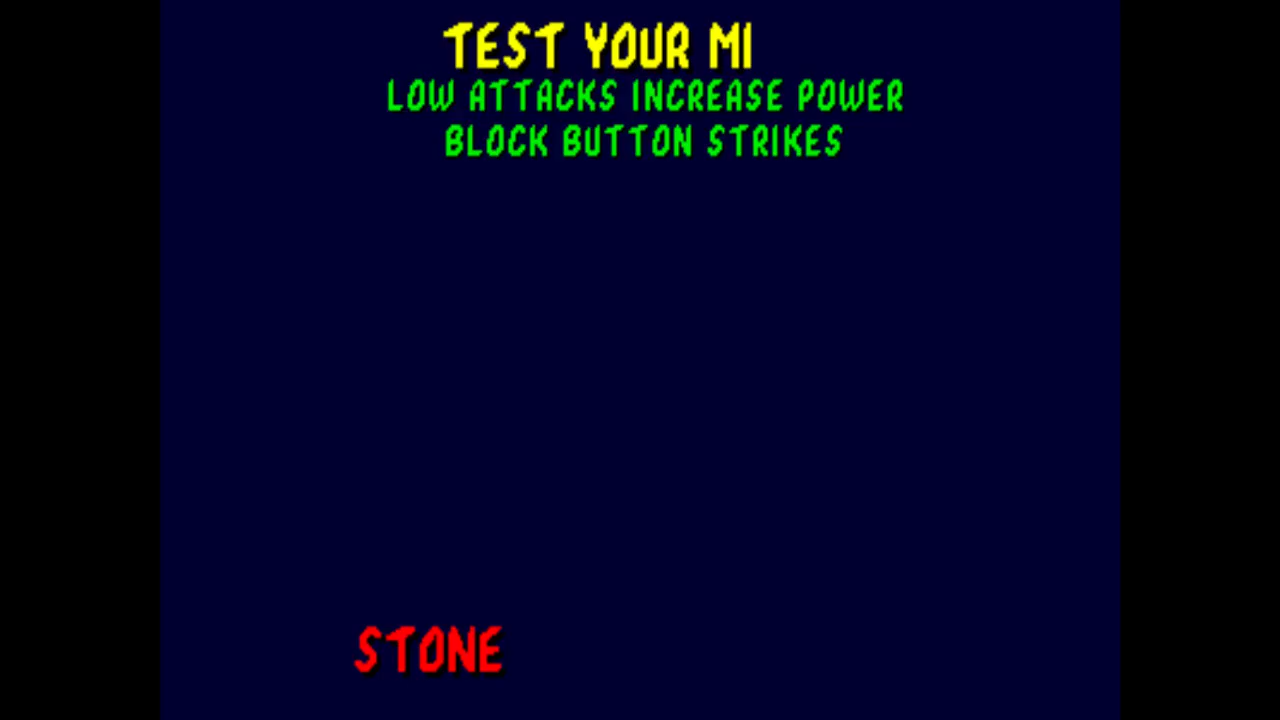 TEST YOUR MI
LOW ATTACKS INCREASE POWER
BLOCK BUTTON STRIKES
STONE